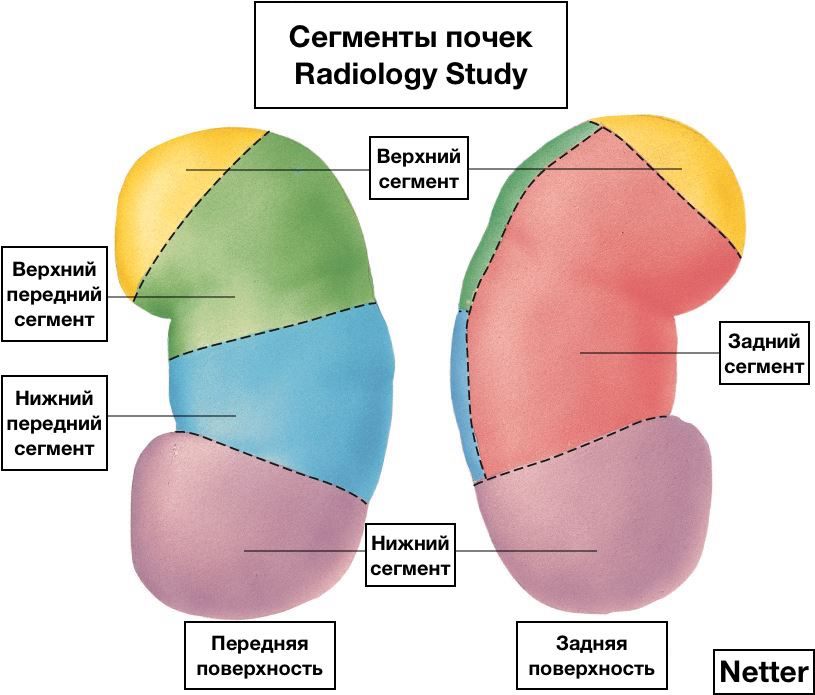 Сегменты почек
Radiology Study
Верхний
сегмент
Верхний
передний
сегмент
Задний
сегмент
Нижний
передний
сегмент
Нижний
сегмент
Передняя
поверхность
Задняя
поверхность
Netter